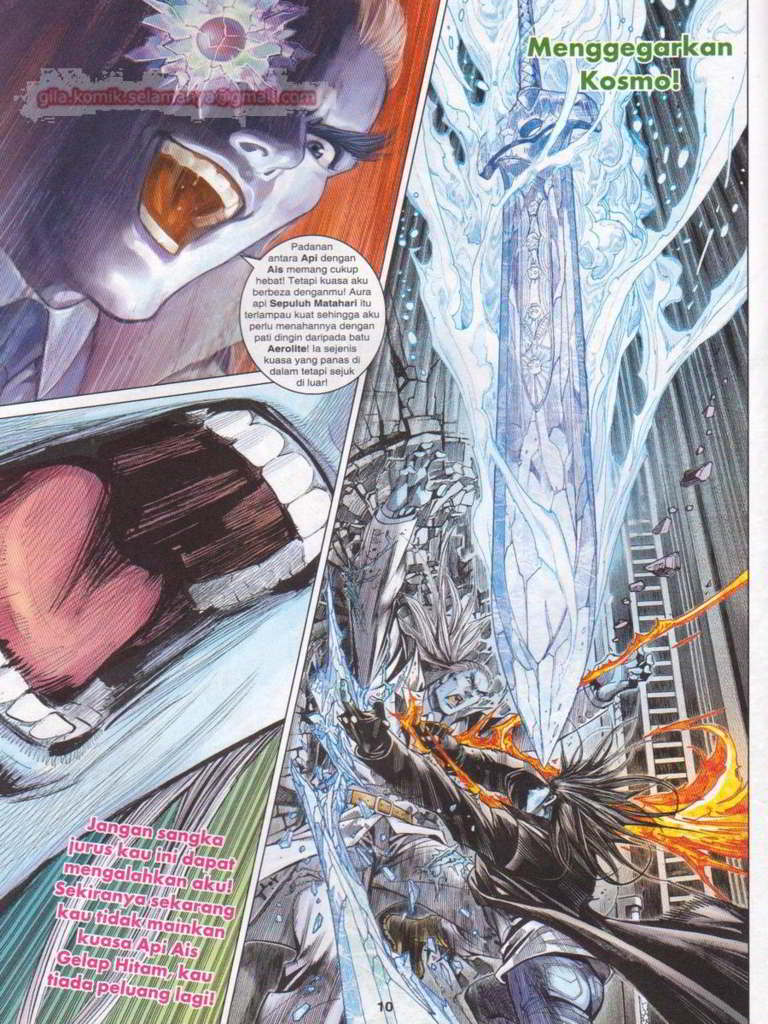 Menggegarkan
Kosmo!
gila.komik.selamanya@gmail.com
Padanan
antara Api dengan
Ais memang cukup
hebat! Tetapi kuasa aku
berbeza denganmu! Aura
api Sepuluh Matahari itu
terlampau kuat sehingga aku
perlu menahannya dengan
pati dingin daripada batu
Aerolite! Ia sejenis
kuasa yang panas di
dalam tetapi sejuk
di luar!
Jangan sangka
jurus kau ini dapat
mengalahkan aku!
Sekiranya sekarang
kau tidak mainkan
kuasa Api Ais
Gelap Hitam, kau
tiada peluang lagi!
10